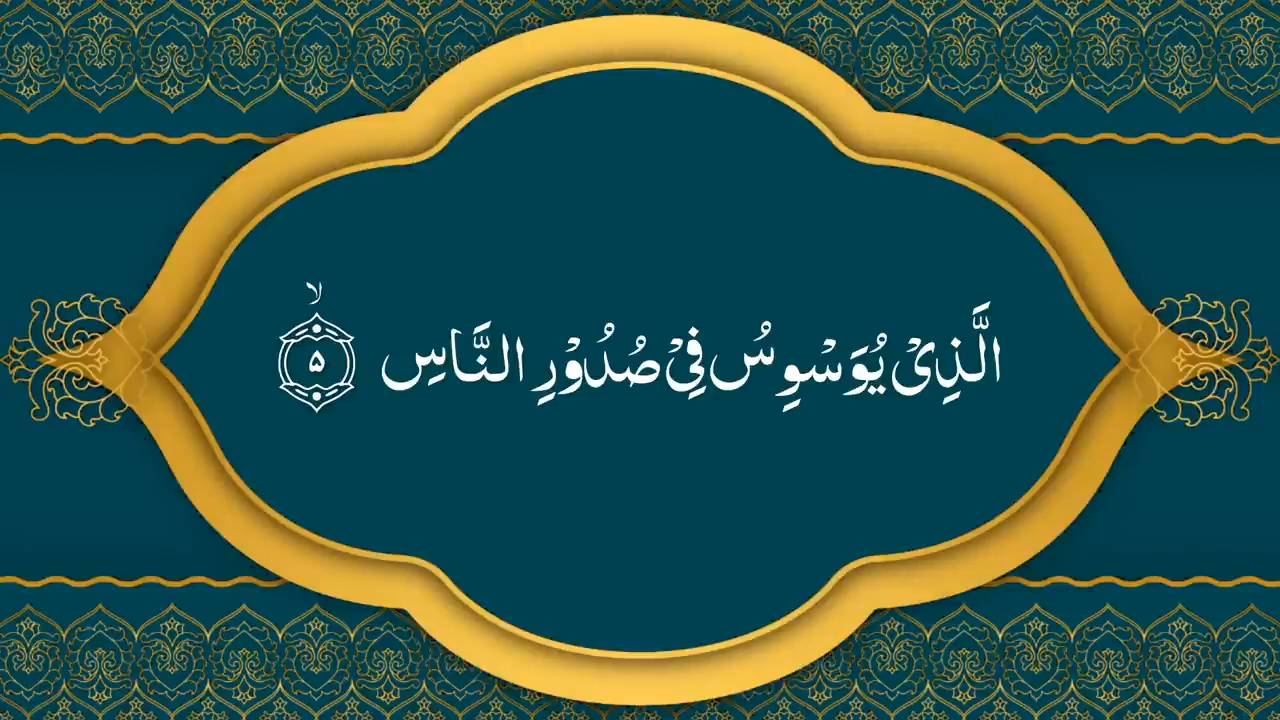 الَّذِیْ یُوَسْوِسُ فِیْ صُدُوْرِ النَّاسِ ۙ‏﴿۵﴾